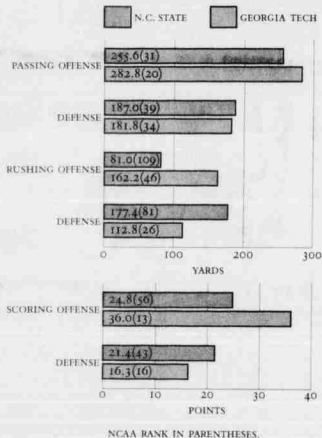 N.C. STATE GEORGIA TECH
PASSING OFFENSE 255.6(31)
282.8(20)
DEFENSE 187.0(39)
181.8(34)
RUSHING OFFENSE 81.0(109)
162.2(46)
DEFENSE 177.4(81)
112.8(26)
0 100 200 300
YARDS
SCORING OFFENSE 24.8(56)
36.0(13)
DEFENSE 21.4(43)
16.3(16)
0 10 20 30 40
POINTS
NCAA RANK IN PARENTHESES.